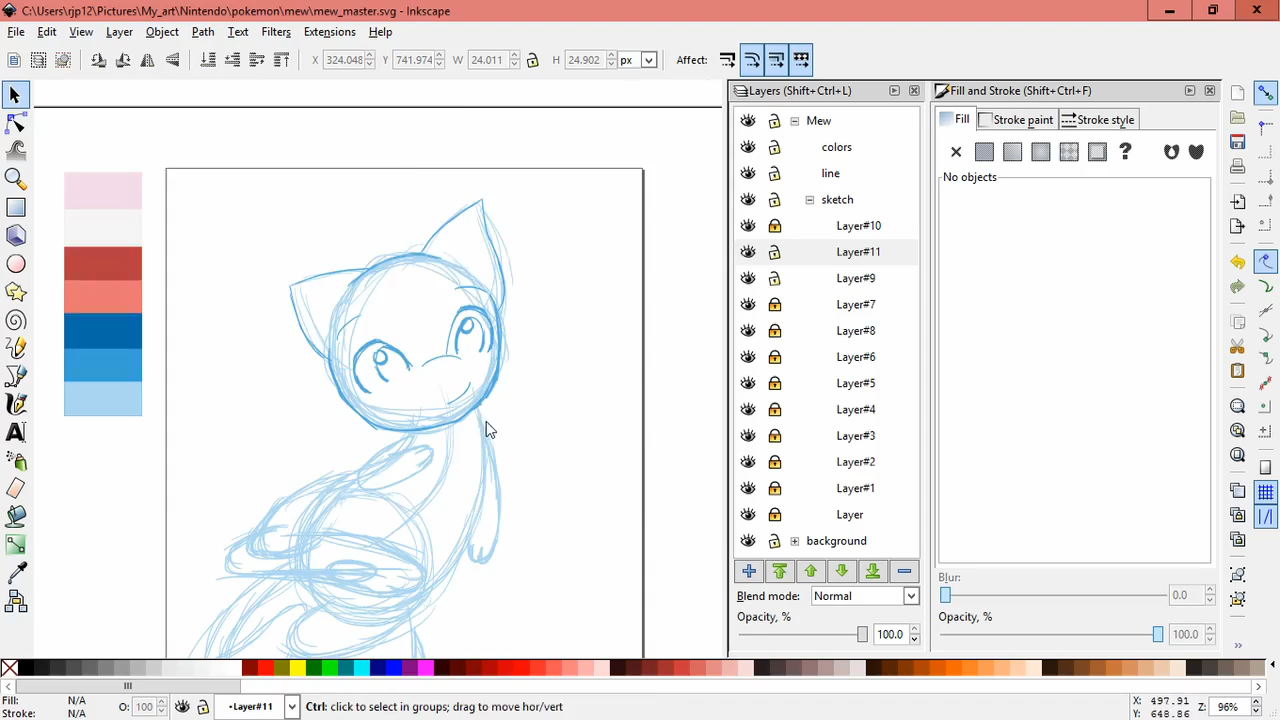 C:\Users\rjp12\Pictures\My_art\Nintendo\pokemon\mew\mew_master.svg - Inkscape
File Edit View Layer Object Path Text Filters Extensions Help
X 324.048 Y 741.974 W 24.011 H 24.902 px Affect:
Layers (Shift+Ctrl+L)
Mew
colors
line
sketch
Layer#10
Layer#11
Layer#9
Layer#7
Layer#8
Layer#6
Layer#5
Layer#4
Layer#3
Layer#2
Layer#1
Layer
background
Blend mode: Normal
Opacity, %
100.0
Fill and Stroke (Shift+Ctrl+F)
Fill Stroke paint Stroke style
No objects
Blur:
0.0
Opacity, %
100.0
Fill: N/A
Stroke: N/A
O: 100
•Layer#11
Ctrl: click to select in groups; drag to move hor/vert
X: 497.91
Y: 648.86
Z: 96%